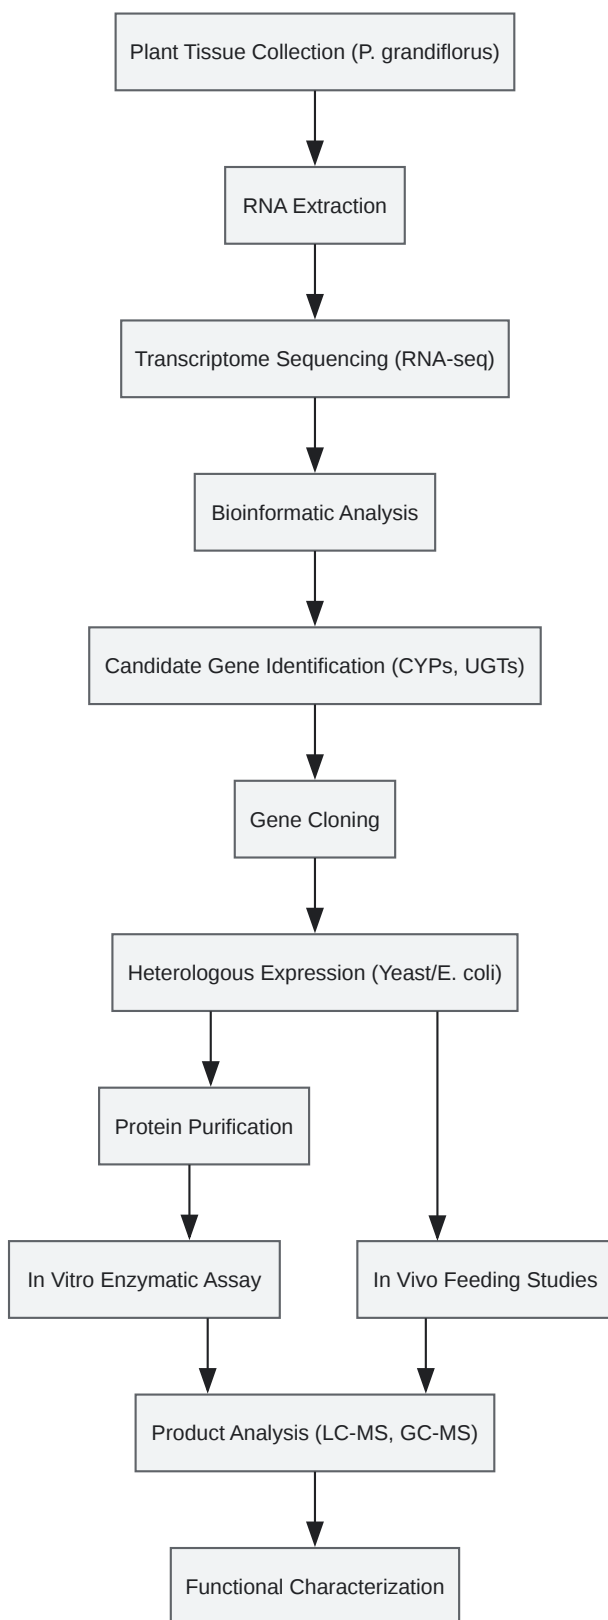 Plant Tissue Collection (P. grandiflorus)
RNA Extraction
Transcriptome Sequencing (RNA-seq)
Bioinformatic Analysis
Candidate Gene Identification (CYPs, UGTs)
Gene Cloning
Heterologous Expression (Yeast/E. coli)
Protein Purification
In Vitro Enzymatic Assay
In Vivo Feeding Studies
Product Analysis (LC-MS, GC-MS)
Functional Characterization